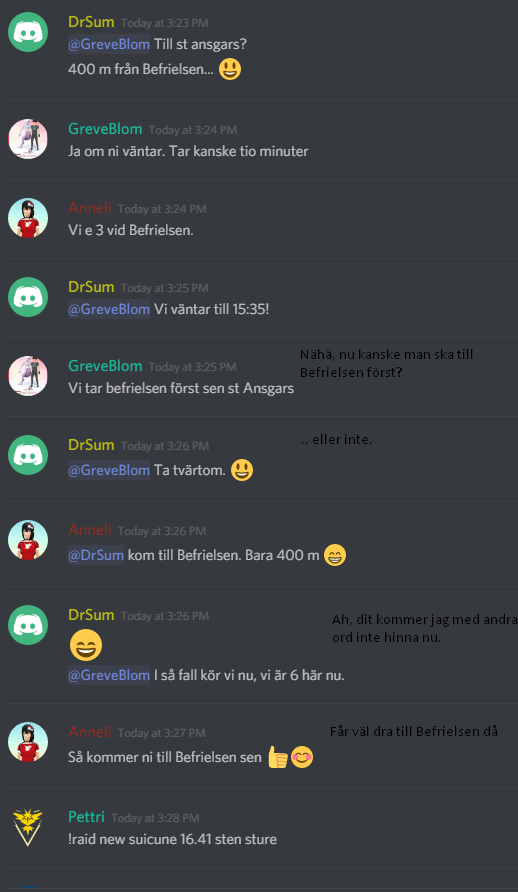 DrSum Today at 3:23 PM
@GreveBlom Till st ansgars?
400 m från Befrielsen... 😃
GreveBlom Today at 3:24 PM
Ja om ni väntar. Tar kanske tio minuter
Anneli Today at 3:24 PM
Vi e 3 vid Befrielsen.
DrSum Today at 3:25 PM
@GreveBlom Vi väntar till 15:35!
GreveBlom Today at 3:25 PM
Vi tar befrielsen först sen st Ansgars
Nähä, nu kanske man ska till
Befrielsen först?
DrSum Today at 3:26 PM
@GreveBlom Ta tvärtom. 😃
.. eller inte.
Anneli Today at 3:26 PM
@DrSum kom till Befrielsen. Bara 400 m 😁
DrSum Today at 3:26 PM
😄
@GreveBlom I så fall kör vi nu, vi är 6 här nu.
Ah, dit kommer jag med andra
ord inte hinna nu.
Anneli Today at 3:27 PM
Så kommer ni till Befrielsen sen 👍😊
Får väl dra till Befrielsen då
Pettri Today at 3:28 PM
!raid new suicune 16.41 sten sture